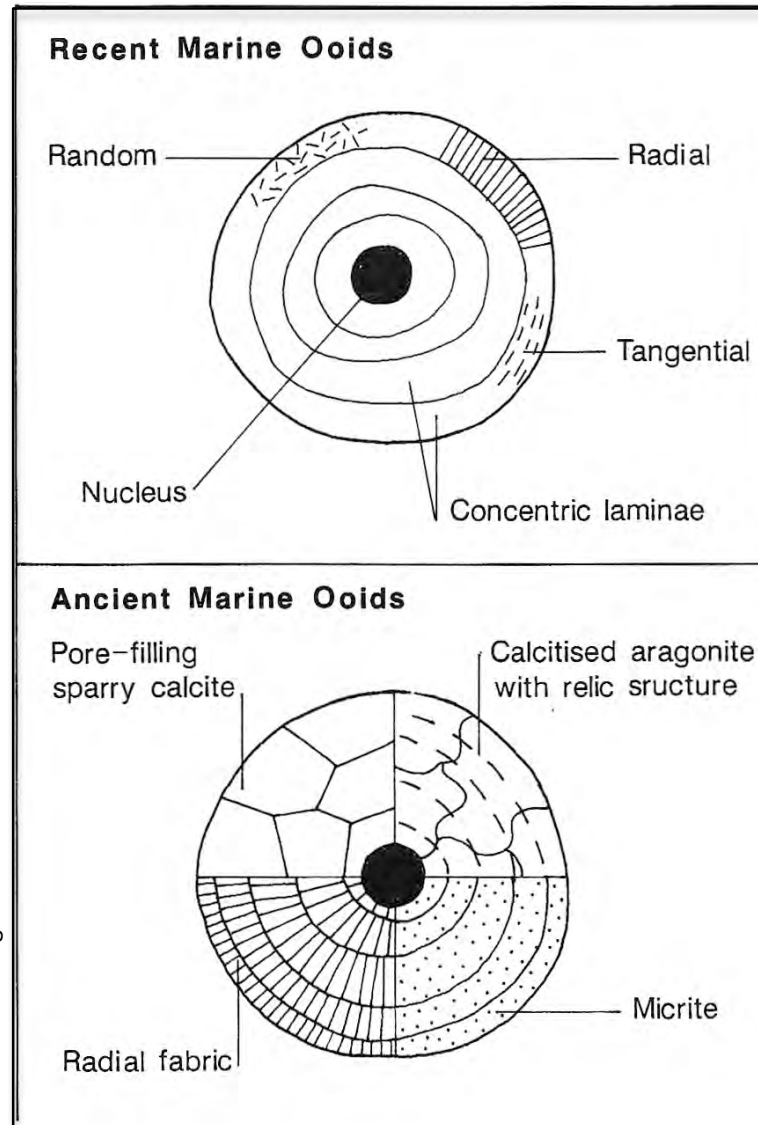 Recent Marine Ooids
Random
Radial
Tangential
Nucleus
Concentric laminae
Ancient Marine Ooids
Pore-filling
sparry calcite
Calcitised aragonite
with relic sructure
Micrite
Radial fabric